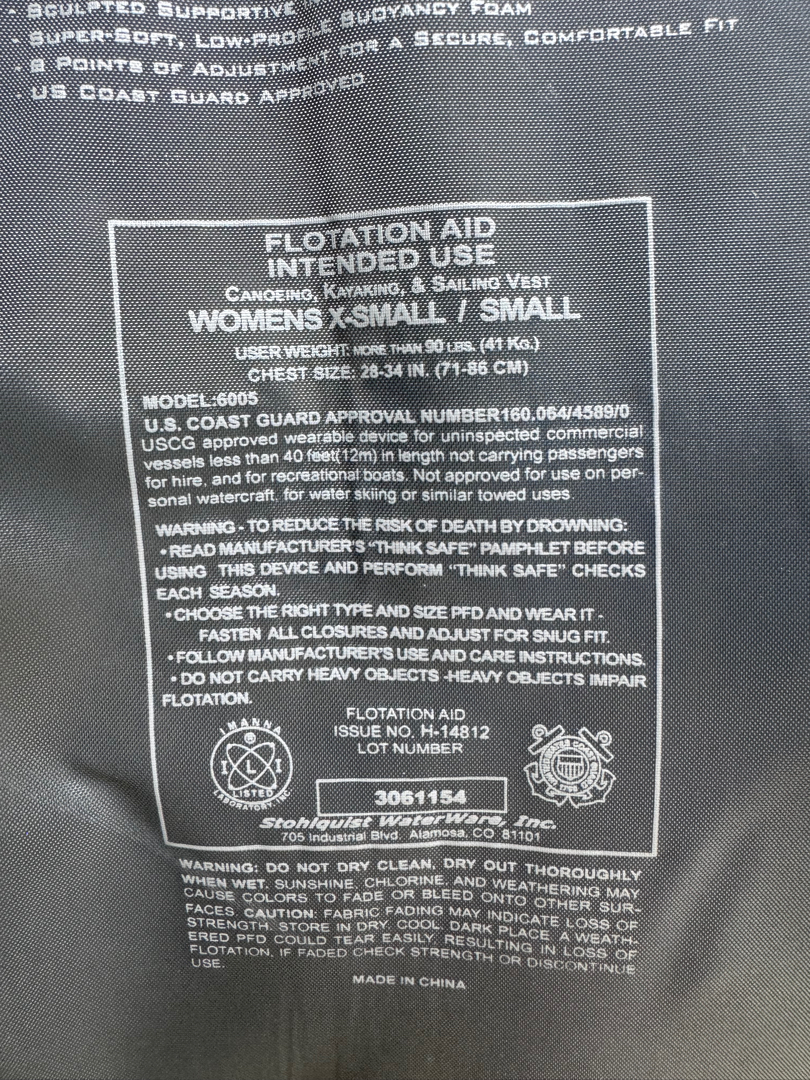 - Sculpted Supportive Buoyancy Foam
- Super-Soft, Low-Profile for a Secure, Comfortable Fit
- 8 Points of Adjustment
- US Coast Guard Approved
FLOTATION AID
INTENDED USE
Canoeing, Kayaking, & Sailing Vest
WOMENS X-SMALL / SMALL
USER WEIGHT: MORE THAN 90 LBS. (41 KG.)
CHEST SIZE: 28-34 IN. (71-86 CM)
MODEL:6005
U.S. COAST GUARD APPROVAL NUMBER160.064/4589/0
USCG approved wearable device for uninspected commercial
vessels less than 40 feet(12m) in length not carrying passengers
for hire, and for recreational boats. Not approved for use on per-
sonal watercraft, for water skiing or similar towed uses.
WARNING - TO REDUCE THE RISK OF DEATH BY DROWNING:
• READ MANUFACTURER'S "THINK SAFE" PAMPHLET BEFORE
USING THIS DEVICE AND PERFORM "THINK SAFE" CHECKS
EACH SEASON.
• CHOOSE THE RIGHT TYPE AND SIZE PFD AND WEAR IT -
FASTEN ALL CLOSURES AND ADJUST FOR SNUG FIT.
• FOLLOW MANUFACTURER'S USE AND CARE INSTRUCTIONS.
• DO NOT CARRY HEAVY OBJECTS -HEAVY OBJECTS IMPAIR
FLOTATION.
FLOTATION AID
ISSUE NO. H-14812
LOT NUMBER
IMANNA
®
I L I
LISTED
LABORATORY, INC
3061154
Stohlquist WaterWare, Inc.
705 Industrial Blvd. Alamosa, CO 81101
WARNING: DO NOT DRY CLEAN, DRY OUT THOROUGHLY
WHEN WET. SUNSHINE, CHLORINE, AND WEATHERING MAY
CAUSE COLORS TO FADE OR BLEED ONTO OTHER SUR-
FACES. CAUTION: FABRIC FADING MAY INDICATE LOSS OF
STRENGTH. STORE IN DRY, COOL, DARK PLACE. A WEATH-
ERED PFD COULD TEAR EASILY, RESULTING IN LOSS OF
FLOTATION. IF FADED CHECK STRENGTH OR DISCONTINUE
USE.
MADE IN CHINA